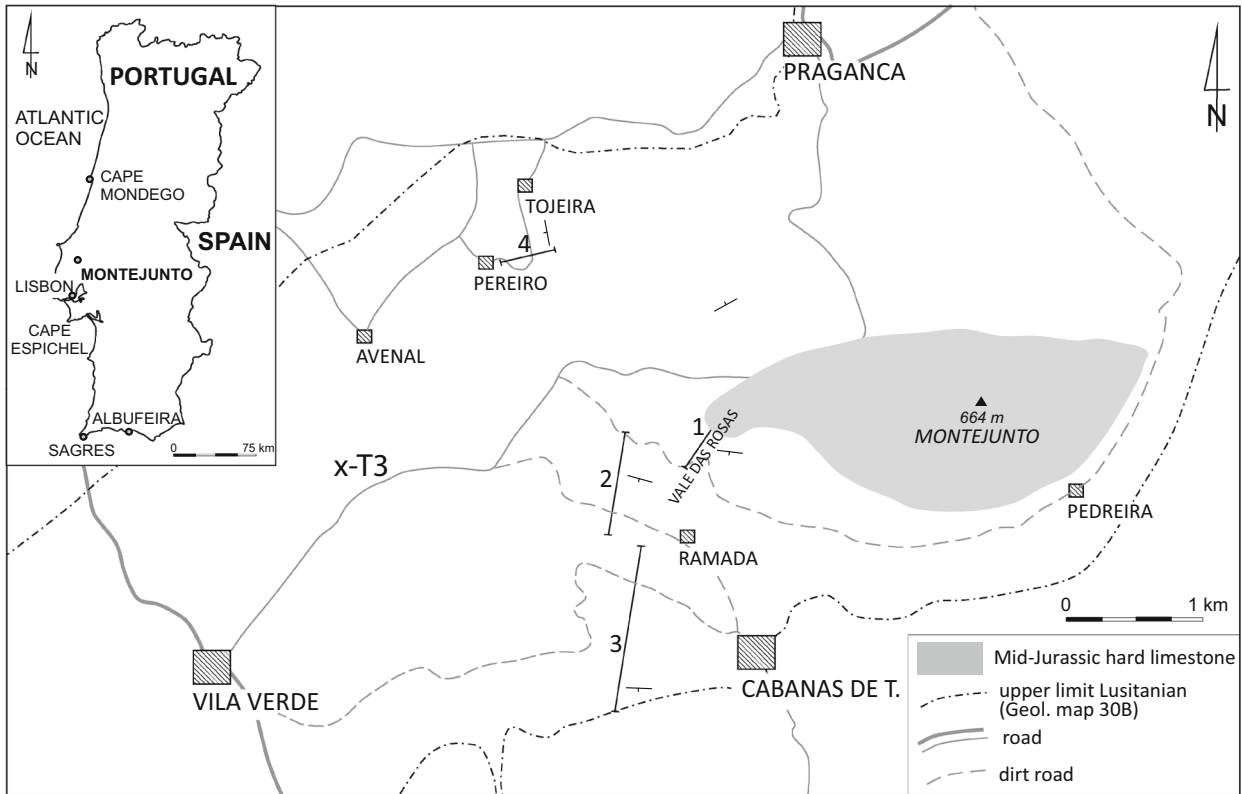 N
PORTUGAL
ATLANTIC
OCEAN
CAPE
MONDEGO
SPAIN
MONTEJUNTO
LISBON
CAPE
ESPICHEL
ALBUFEIRA
SAGRES
0 75 km
PRAGANCA
N
TOJEIRA
4
PEREIRO
AVENAL
664 m
MONTEJUNTO
1
VALE DAS ROSAS
x-T3
2
PEDREIRA
RAMADA
0 1 km
3
VILA VERDE
CABANAS DE T.
Mid-Jurassic hard limestone
upper limit Lusitanian
(Geol. map 30B)
road
dirt road